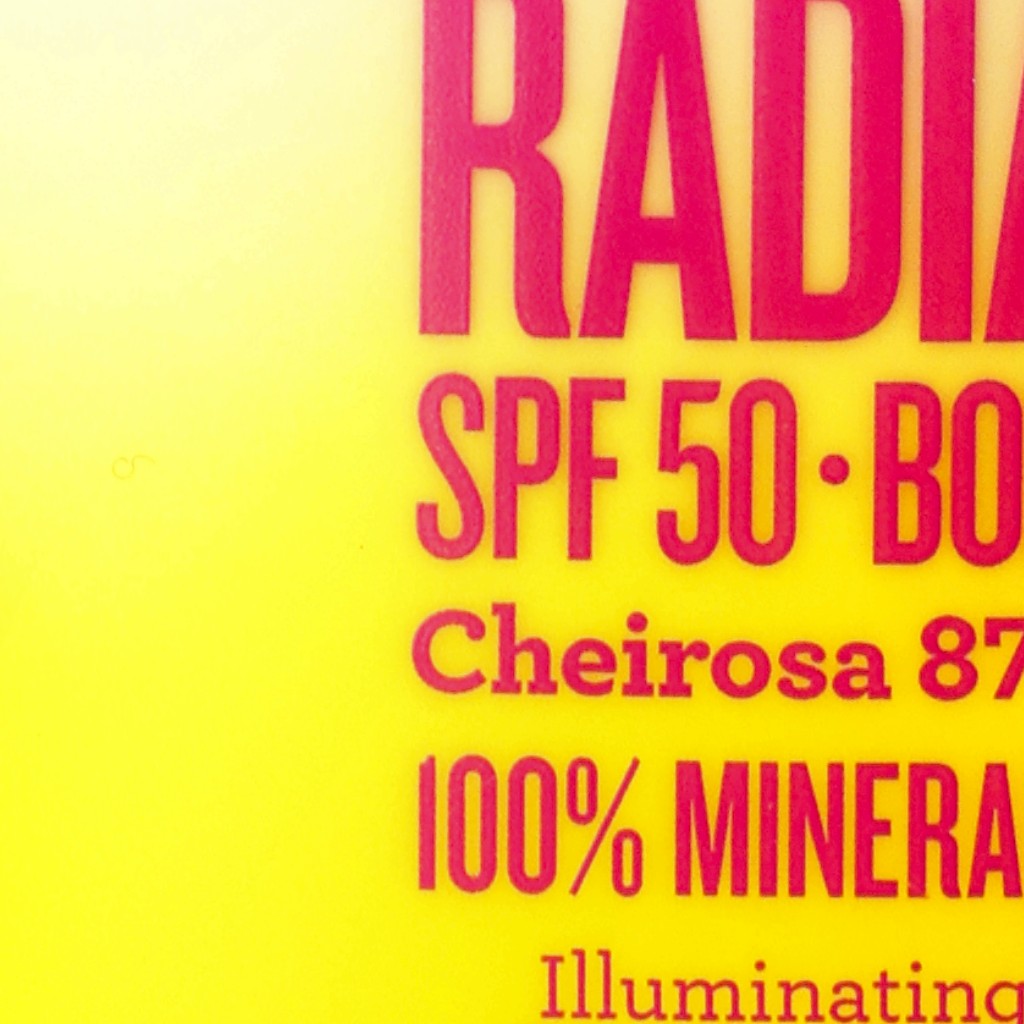 RADIA
SPF 50 · BO
Cheirosa 87
100% MINERA
Illuminating